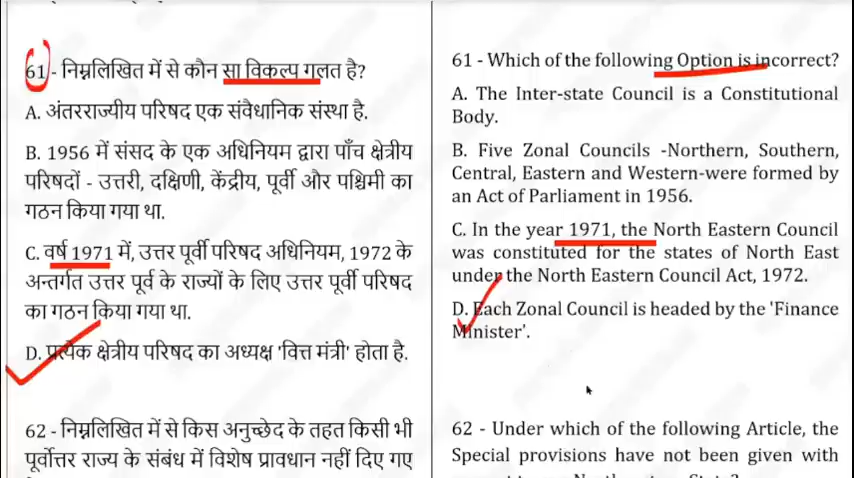 61 - निम्नलिखित में से कौन सा विकल्प गलत है?
A. अंतरराज्यीय परिषद एक संवैधानिक संस्था है.
B. 1956 में संसद के एक अधिनियम द्वारा पाँच क्षेत्रीय
परिषदों - उत्तरी, दक्षिणी, केंद्रीय, पूर्वी और पश्चिमी का
गठन किया गया था.
C. वर्ष 1971 में, उत्तर पूर्वी परिषद अधिनियम, 1972 के
अन्तर्गत उत्तर पूर्व के राज्यों के लिए उत्तर पूर्वी परिषद
का गठन किया गया था.
D. प्रत्येक क्षेत्रीय परिषद का अध्यक्ष 'वित्त मंत्री' होता है.
62 - निम्नलिखित में से किस अनुच्छेद के तहत किसी भी
पूर्वोत्तर राज्य के संबंध में विशेष प्रावधान नहीं दिए गए
61 - Which of the following Option is incorrect?
A. The Inter-state Council is a Constitutional
Body.
B. Five Zonal Councils -Northern, Southern,
Central, Eastern and Western-were formed by
an Act of Parliament in 1956.
C. In the year 1971, the North Eastern Council
was constituted for the states of North East
under the North Eastern Council Act, 1972.
D. Each Zonal Council is headed by the 'Finance
Minister'.
62 - Under which of the following Article, the
Special provisions have not been given with